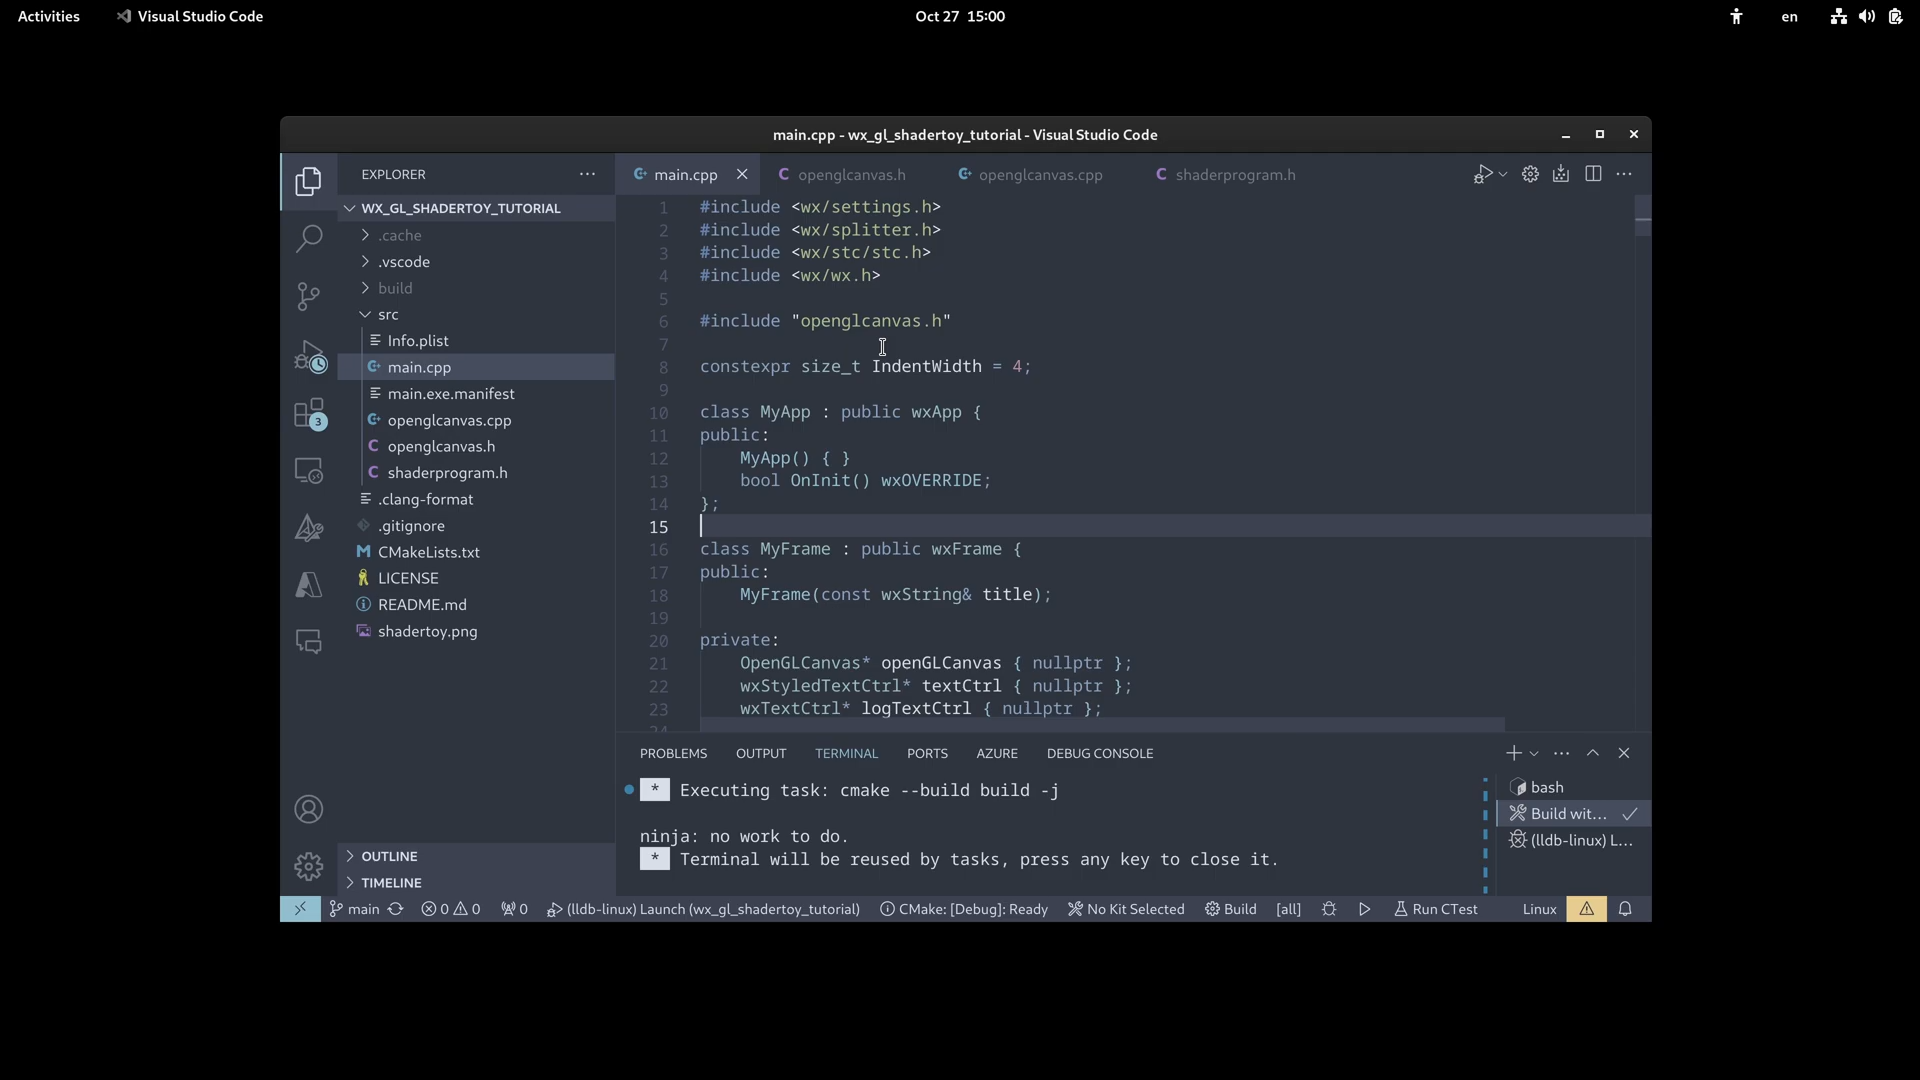 Activities
Visual Studio Code
Oct 27 15:00
en
main.cpp - wx_gl_shadertoy_tutorial - Visual Studio Code
EXPLORER
main.cpp
openglcanvas.h
openglcanvas.cpp
shaderprogram.h
WX_GL_SHADERTOY_TUTORIAL
.cache
.vscode
build
src
Info.plist
main.cpp
main.exe.manifest
openglcanvas.cpp
openglcanvas.h
shaderprogram.h
.clang-format
.gitignore
CMakeLists.txt
LICENSE
README.md
shadertoy.png
OUTLINE
TIMELINE
3
1 #include <wx/settings.h>
2 #include <wx/splitter.h>
3 #include <wx/stc/stc.h>
4 #include <wx/wx.h>
5
6 #include "openglcanvas.h"
7
8 constexpr size_t IndentWidth = 4;
9
10 class MyApp : public wxApp {
11 public:
12     MyApp() { }
13     bool OnInit() wxOVERRIDE;
14 };
15
16 class MyFrame : public wxFrame {
17 public:
18     MyFrame(const wxString& title);
19
20 private:
21     OpenGLCanvas* openGLCanvas { nullptr };
22     wxStyledTextCtrl* textCtrl { nullptr };
23     wxTextCtrl* logTextCtrl { nullptr };
24
PROBLEMS OUTPUT TERMINAL PORTS AZURE DEBUG CONSOLE
* Executing task: cmake --build build -j
ninja: no work to do.
* Terminal will be reused by tasks, press any key to close it.
bash
Build wit...
(lldb-linux) L...
main 0 0 0 (lldb-linux) Launch (wx_gl_shadertoy_tutorial) CMake: [Debug]: Ready No Kit Selected Build [all] Run CTest Linux